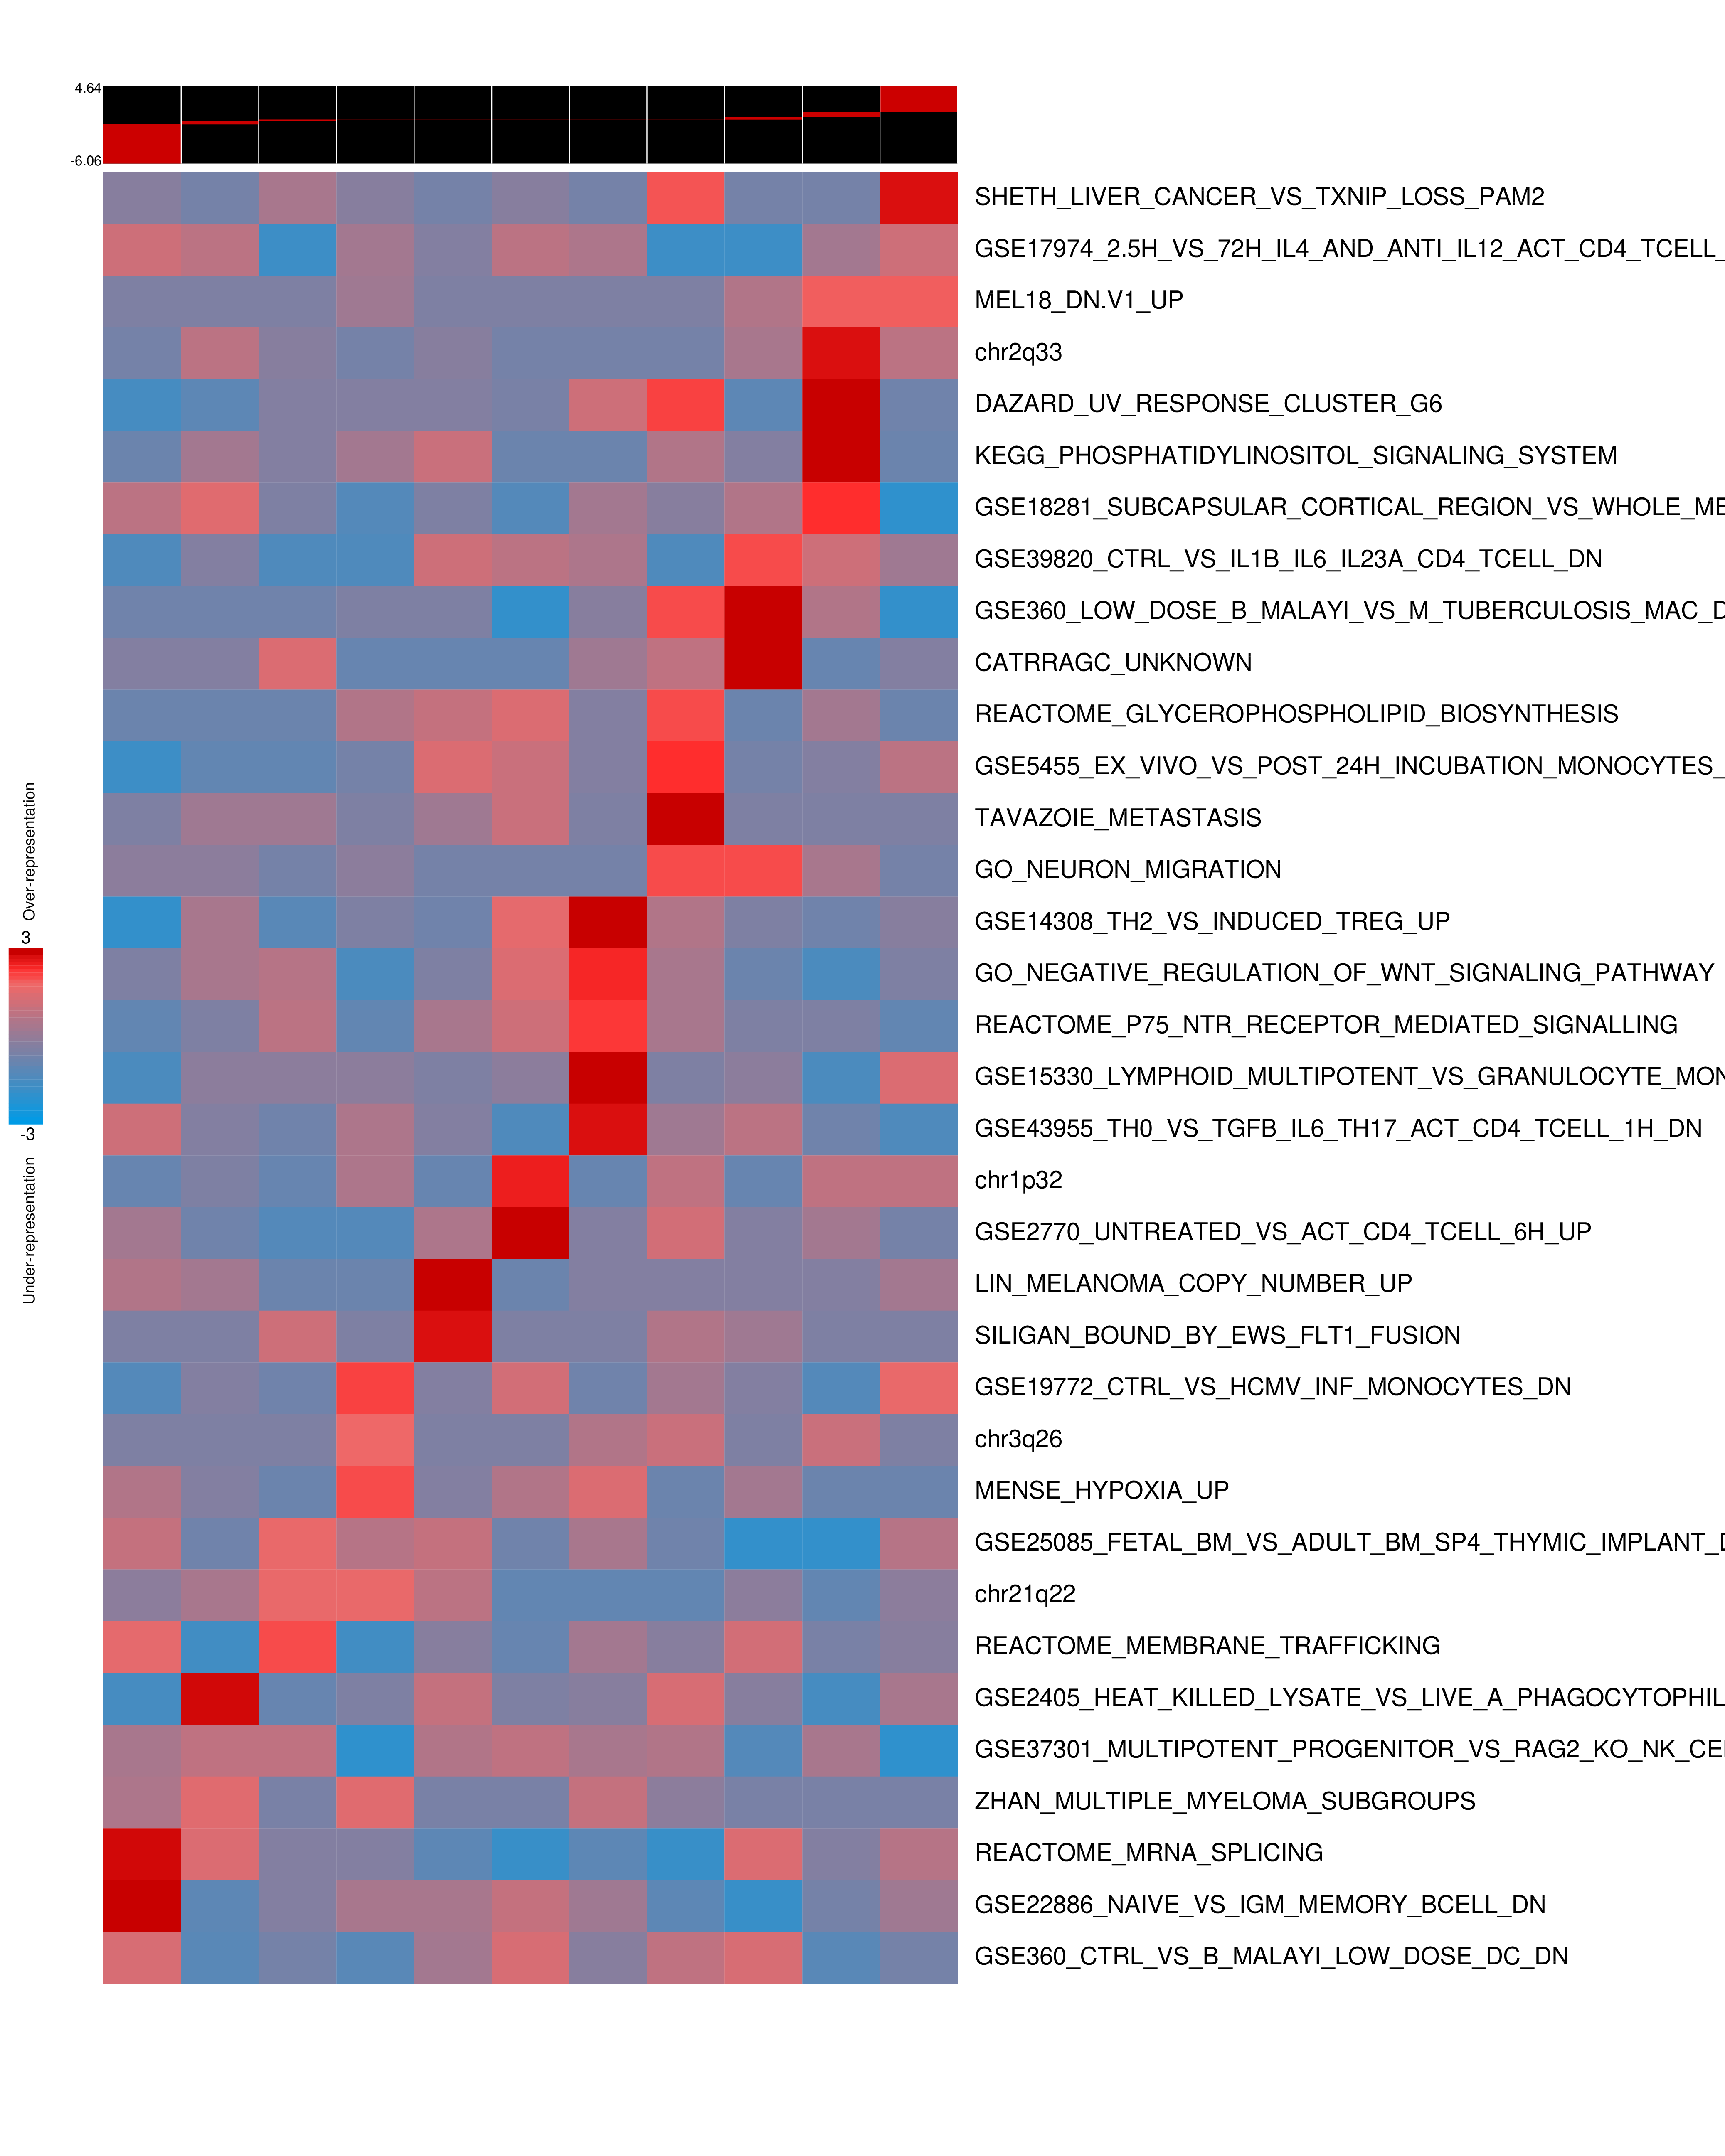 4.64
-6.06
SHETH_LIVER_CANCER_VS_TXNIP_LOSS_PAM2
GSE17974_2.5H_VS_72H_IL4_AND_ANTI_IL12_ACT_CD4_TCELL_
MEL18_DN.V1_UP
chr2q33
DAZARD_UV_RESPONSE_CLUSTER_G6
KEGG_PHOSPHATIDYLINOSITOL_SIGNALING_SYSTEM
GSE18281_SUBCAPSULAR_CORTICAL_REGION_VS_WHOLE_ME
GSE39820_CTRL_VS_IL1B_IL6_IL23A_CD4_TCELL_DN
GSE360_LOW_DOSE_B_MALAYI_VS_M_TUBERCULOSIS_MAC_D
CATRRAGC_UNKNOWN
REACTOME_GLYCEROPHOSPHOLIPID_BIOSYNTHESIS
GSE5455_EX_VIVO_VS_POST_24H_INCUBATION_MONOCYTES_
TAVAZOIE_METASTASIS
GO_NEURON_MIGRATION
GSE14308_TH2_VS_INDUCED_TREG_UP
GO_NEGATIVE_REGULATION_OF_WNT_SIGNALING_PATHWAY
REACTOME_P75_NTR_RECEPTOR_MEDIATED_SIGNALLING
GSE15330_LYMPHOID_MULTIPOTENT_VS_GRANULOCYTE_MON
GSE43955_TH0_VS_TGFB_IL6_TH17_ACT_CD4_TCELL_1H_DN
chr1p32
GSE2770_UNTREATED_VS_ACT_CD4_TCELL_6H_UP
LIN_MELANOMA_COPY_NUMBER_UP
SILIGAN_BOUND_BY_EWS_FLT1_FUSION
GSE19772_CTRL_VS_HCMV_INF_MONOCYTES_DN
chr3q26
MENSE_HYPOXIA_UP
GSE25085_FETAL_BM_VS_ADULT_BM_SP4_THYMIC_IMPLANT_D
chr21q22
REACTOME_MEMBRANE_TRAFFICKING
GSE2405_HEAT_KILLED_LYSATE_VS_LIVE_A_PHAGOCYTOPHIL
GSE37301_MULTIPOTENT_PROGENITOR_VS_RAG2_KO_NK_CEL
ZHAN_MULTIPLE_MYELOMA_SUBGROUPS
REACTOME_MRNA_SPLICING
GSE22886_NAIVE_VS_IGM_MEMORY_BCELL_DN
GSE360_CTRL_VS_B_MALAYI_LOW_DOSE_DC_DN
Over-representation
3
-3
Under-representation